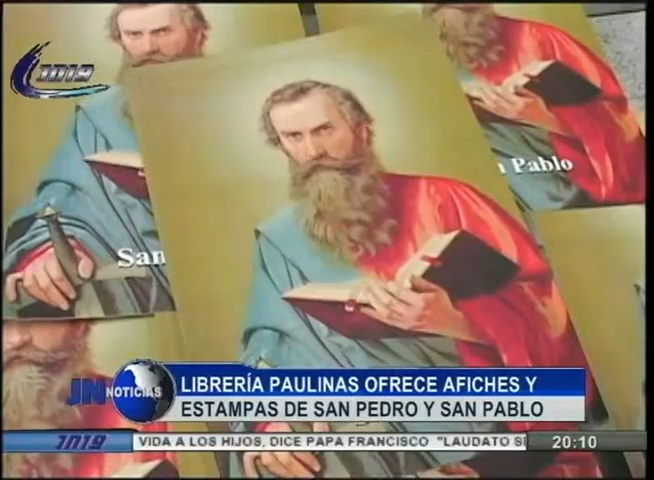 1019
n Pablo
San
LIBRERÍA PAULINAS OFRECE AFICHES Y
ESTAMPAS DE SAN PEDRO Y SAN PABLO
JN NOTICIAS
1019
VIDA A LOS HIJOS, DICE PAPA FRANCISCO "LAUDATO SI
20:10